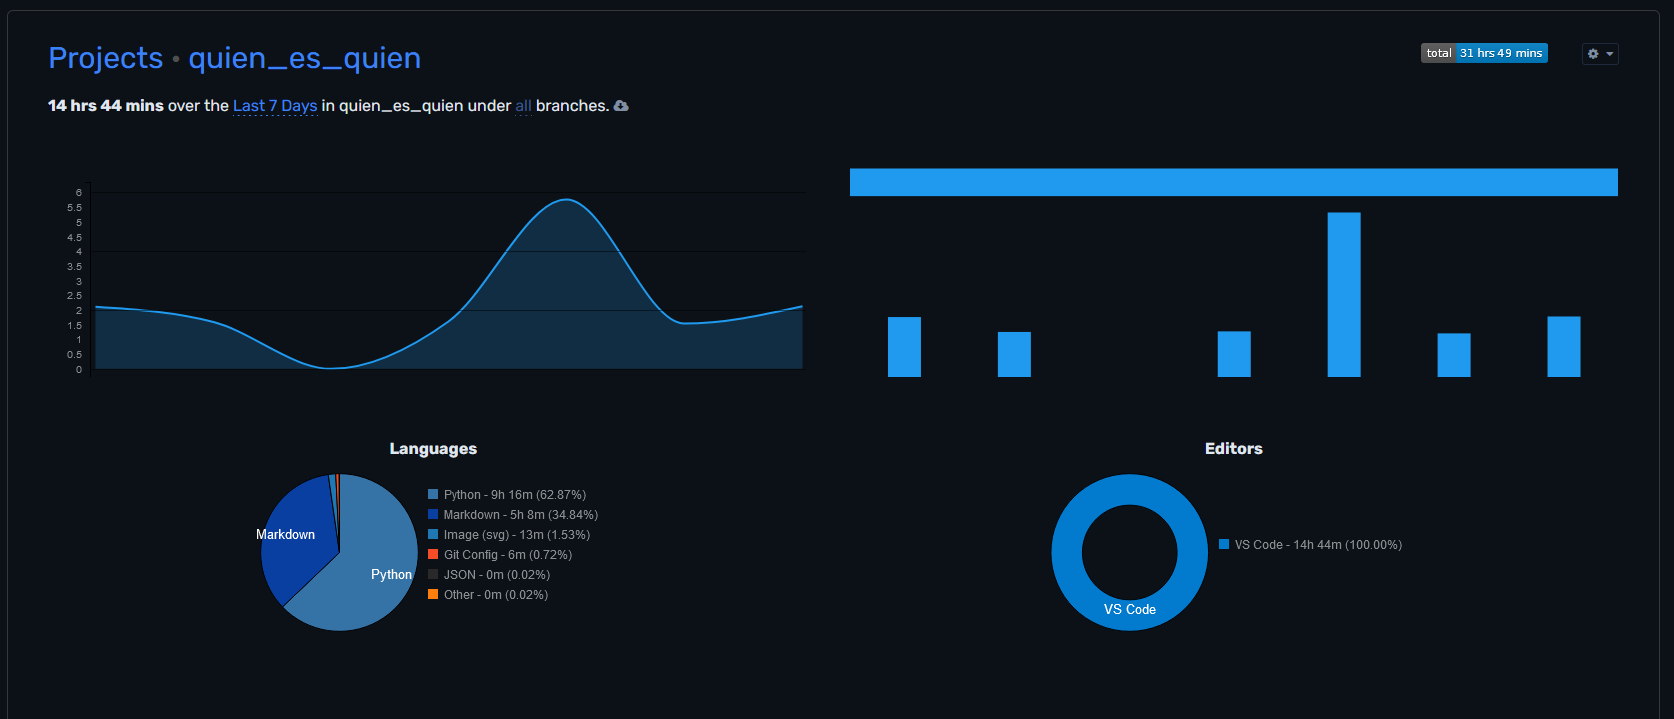 Projects • quien_es_quien
total 31 hrs 49 mins
14 hrs 44 mins over the Last 7 Days in quien_es_quien under all branches.
6
5.5
5
4.5
4
3.5
3
2.5
2
1.5
1
0.5
0
Languages
Markdown
Python
Python - 9h 16m (62.87%)
Markdown - 5h 8m (34.84%)
Image (svg) - 13m (1.53%)
Git Config - 6m (0.72%)
JSON - 0m (0.02%)
Other - 0m (0.02%)
Editors
VS Code
VS Code - 14h 44m (100.00%)